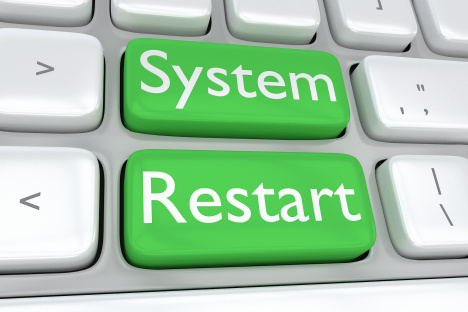 System
Restart
>
" ' ;
<
| \